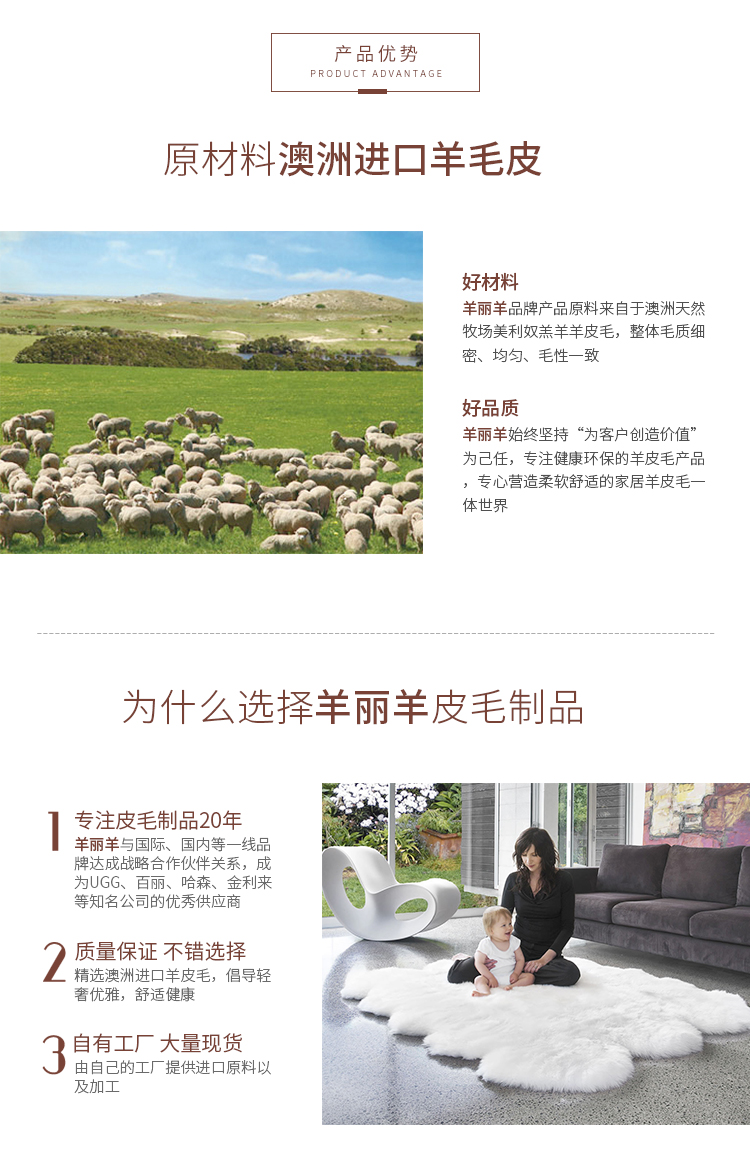 产品优势
PRODUCT ADVANTAGE
原材料澳洲进口羊毛皮
好材料
羊丽羊品牌产品原料来自于澳洲天然
牧场美利奴羔羊羊皮毛，整体毛质细
密、均匀、毛性一致
好品质
羊丽羊始终坚持“为客户创造价值”
为己任，专注健康环保的羊皮毛产品
，专心营造柔软舒适的家居羊皮毛一
体世界
为什么选择羊丽羊皮毛制品
1 专注皮毛制品20年
羊丽羊与国际、国内等一线品
牌达成战略合作伙伴关系，成
为UGG、百丽、哈森、金利来
等知名公司的优秀供应商
2 质量保证 不错选择
精选澳洲进口羊皮毛，倡导轻
奢优雅，舒适健康
3 自有工厂 大量现货
由自己的工厂提供进口原料以
及加工